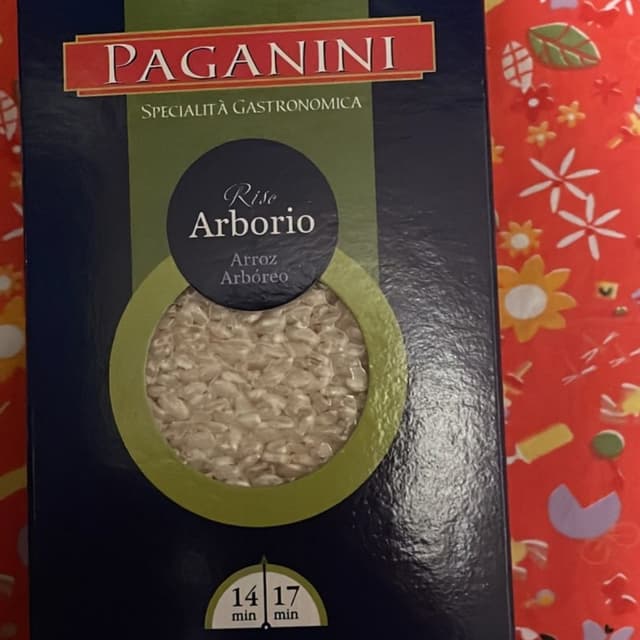 PAGANINI
SPECIALITÀ GASTRONOMICA
Riso
Arborio
Arroz
Arbóreo
14 17
min min